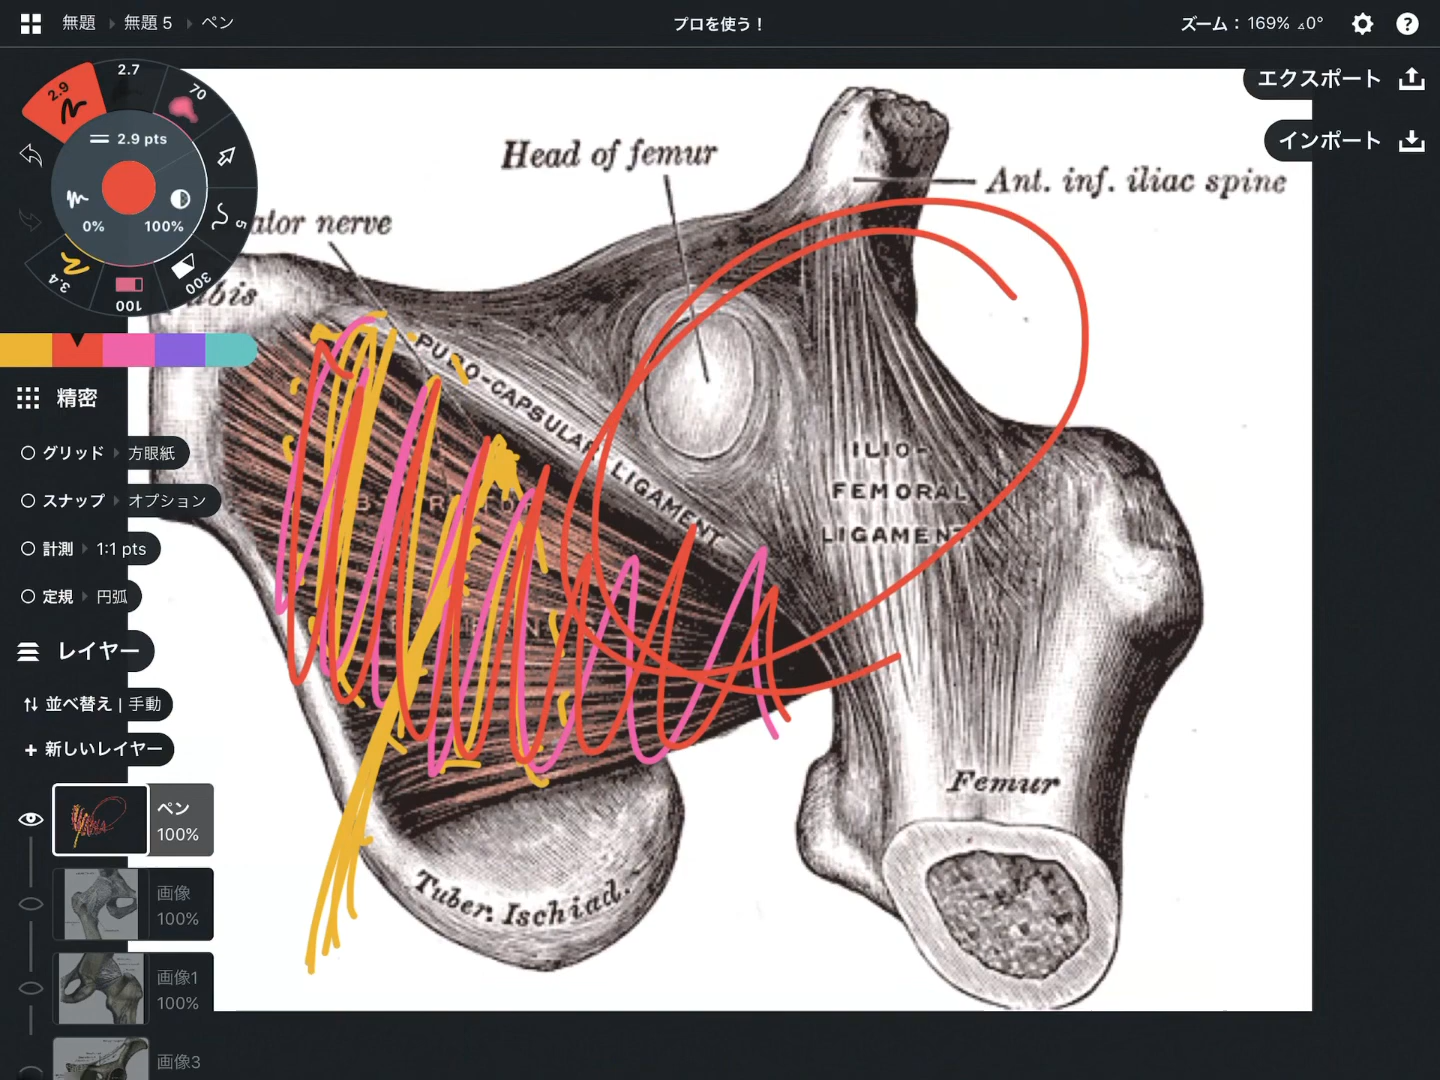 無題 無題 5 ペン
プロを使う！
ズーム： 169% ⊿0°
エクスポート
インポート
2.9
2.7
70
2.9 pts
5
0%
100%
300
100
3.4
精密
グリッド 方眼紙
スナップ オプション
計測 1:1 pts
定規 円弧
レイヤー
並べ替え | 手動
新しいレイヤー
ペン
100%
画像
100%
画像1
100%
画像3
Head of femur
Ant. inf. iliac spine
ator nerve
ubis
PUBO-CAPSULAR LIGAMENT
ILIO-
FEMORAL
LIGAMENT
Femur
Tuber. Ischiad.